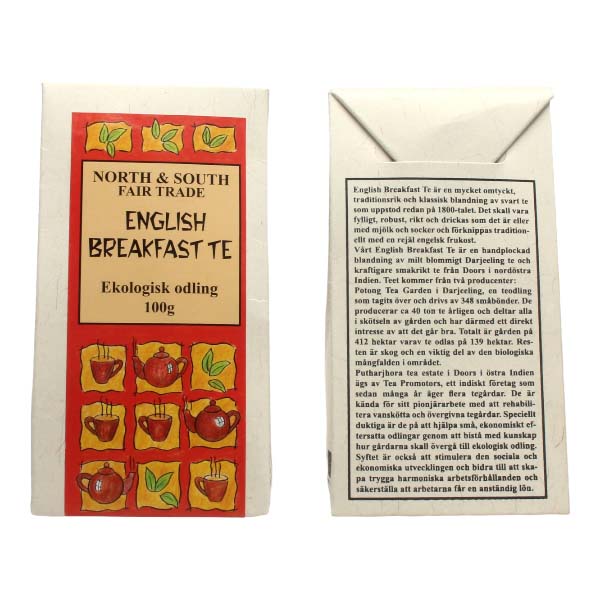 NORTH & SOUTH
FAIR TRADE
ENGLISH
BREAKFAST TE
Ekologisk odling
100g
English Breakfast Te är en mycket omtyckt,
traditionsrik och klassisk blandning av svart te
som uppstod redan på 1800-talet. Det skall vara
fylligt, robust, rikt och drickas som det är eller
med mjölk och socker och förknippas tradition-
ellt med en rejäl engelsk frukost.
Vårt English Breakfast Te är en handplockad
blandning av milt blommigt Darjeeling te och
kraftigare smakrikt te från Doors i nordöstra
Indien. Teet kommer från två producenter:
Potong Tea Garden i Darjeeling, en teodling
som tagits över och drivs av 348 småbönder. De
producerar ca 40 ton te årligen och deltar alla
i skötseln av gården och har därmed ett direkt
intresse av att det går bra. Totalt är gården på
412 hektar varav te odlas på 139 hektar. Res-
ten är skog och en viktig del av den biologiska
mångfalden i området.
Putharjhora tea estate i Doors i östra Indien
ägs av Tea Promotors, ett indiskt företag som
sedan många år äger flera tegårdar. De är
kända för sitt pionjärarbete med att rehabili-
tera vanskötta och övergivna tegårdar. Speciellt
duktiga är de på att hjälpa små, ekonomiskt ef-
tersatta odlingar genom att bistå med kunskap
hur gårdarna skall övergå till ekologisk odling.
Syftet är också att stimulera den sociala och
ekonomiska utvecklingen och bidra till att ska-
pa trygga harmoniska arbetsförhållanden och
säkerställa att arbetarna får en anständig lön.